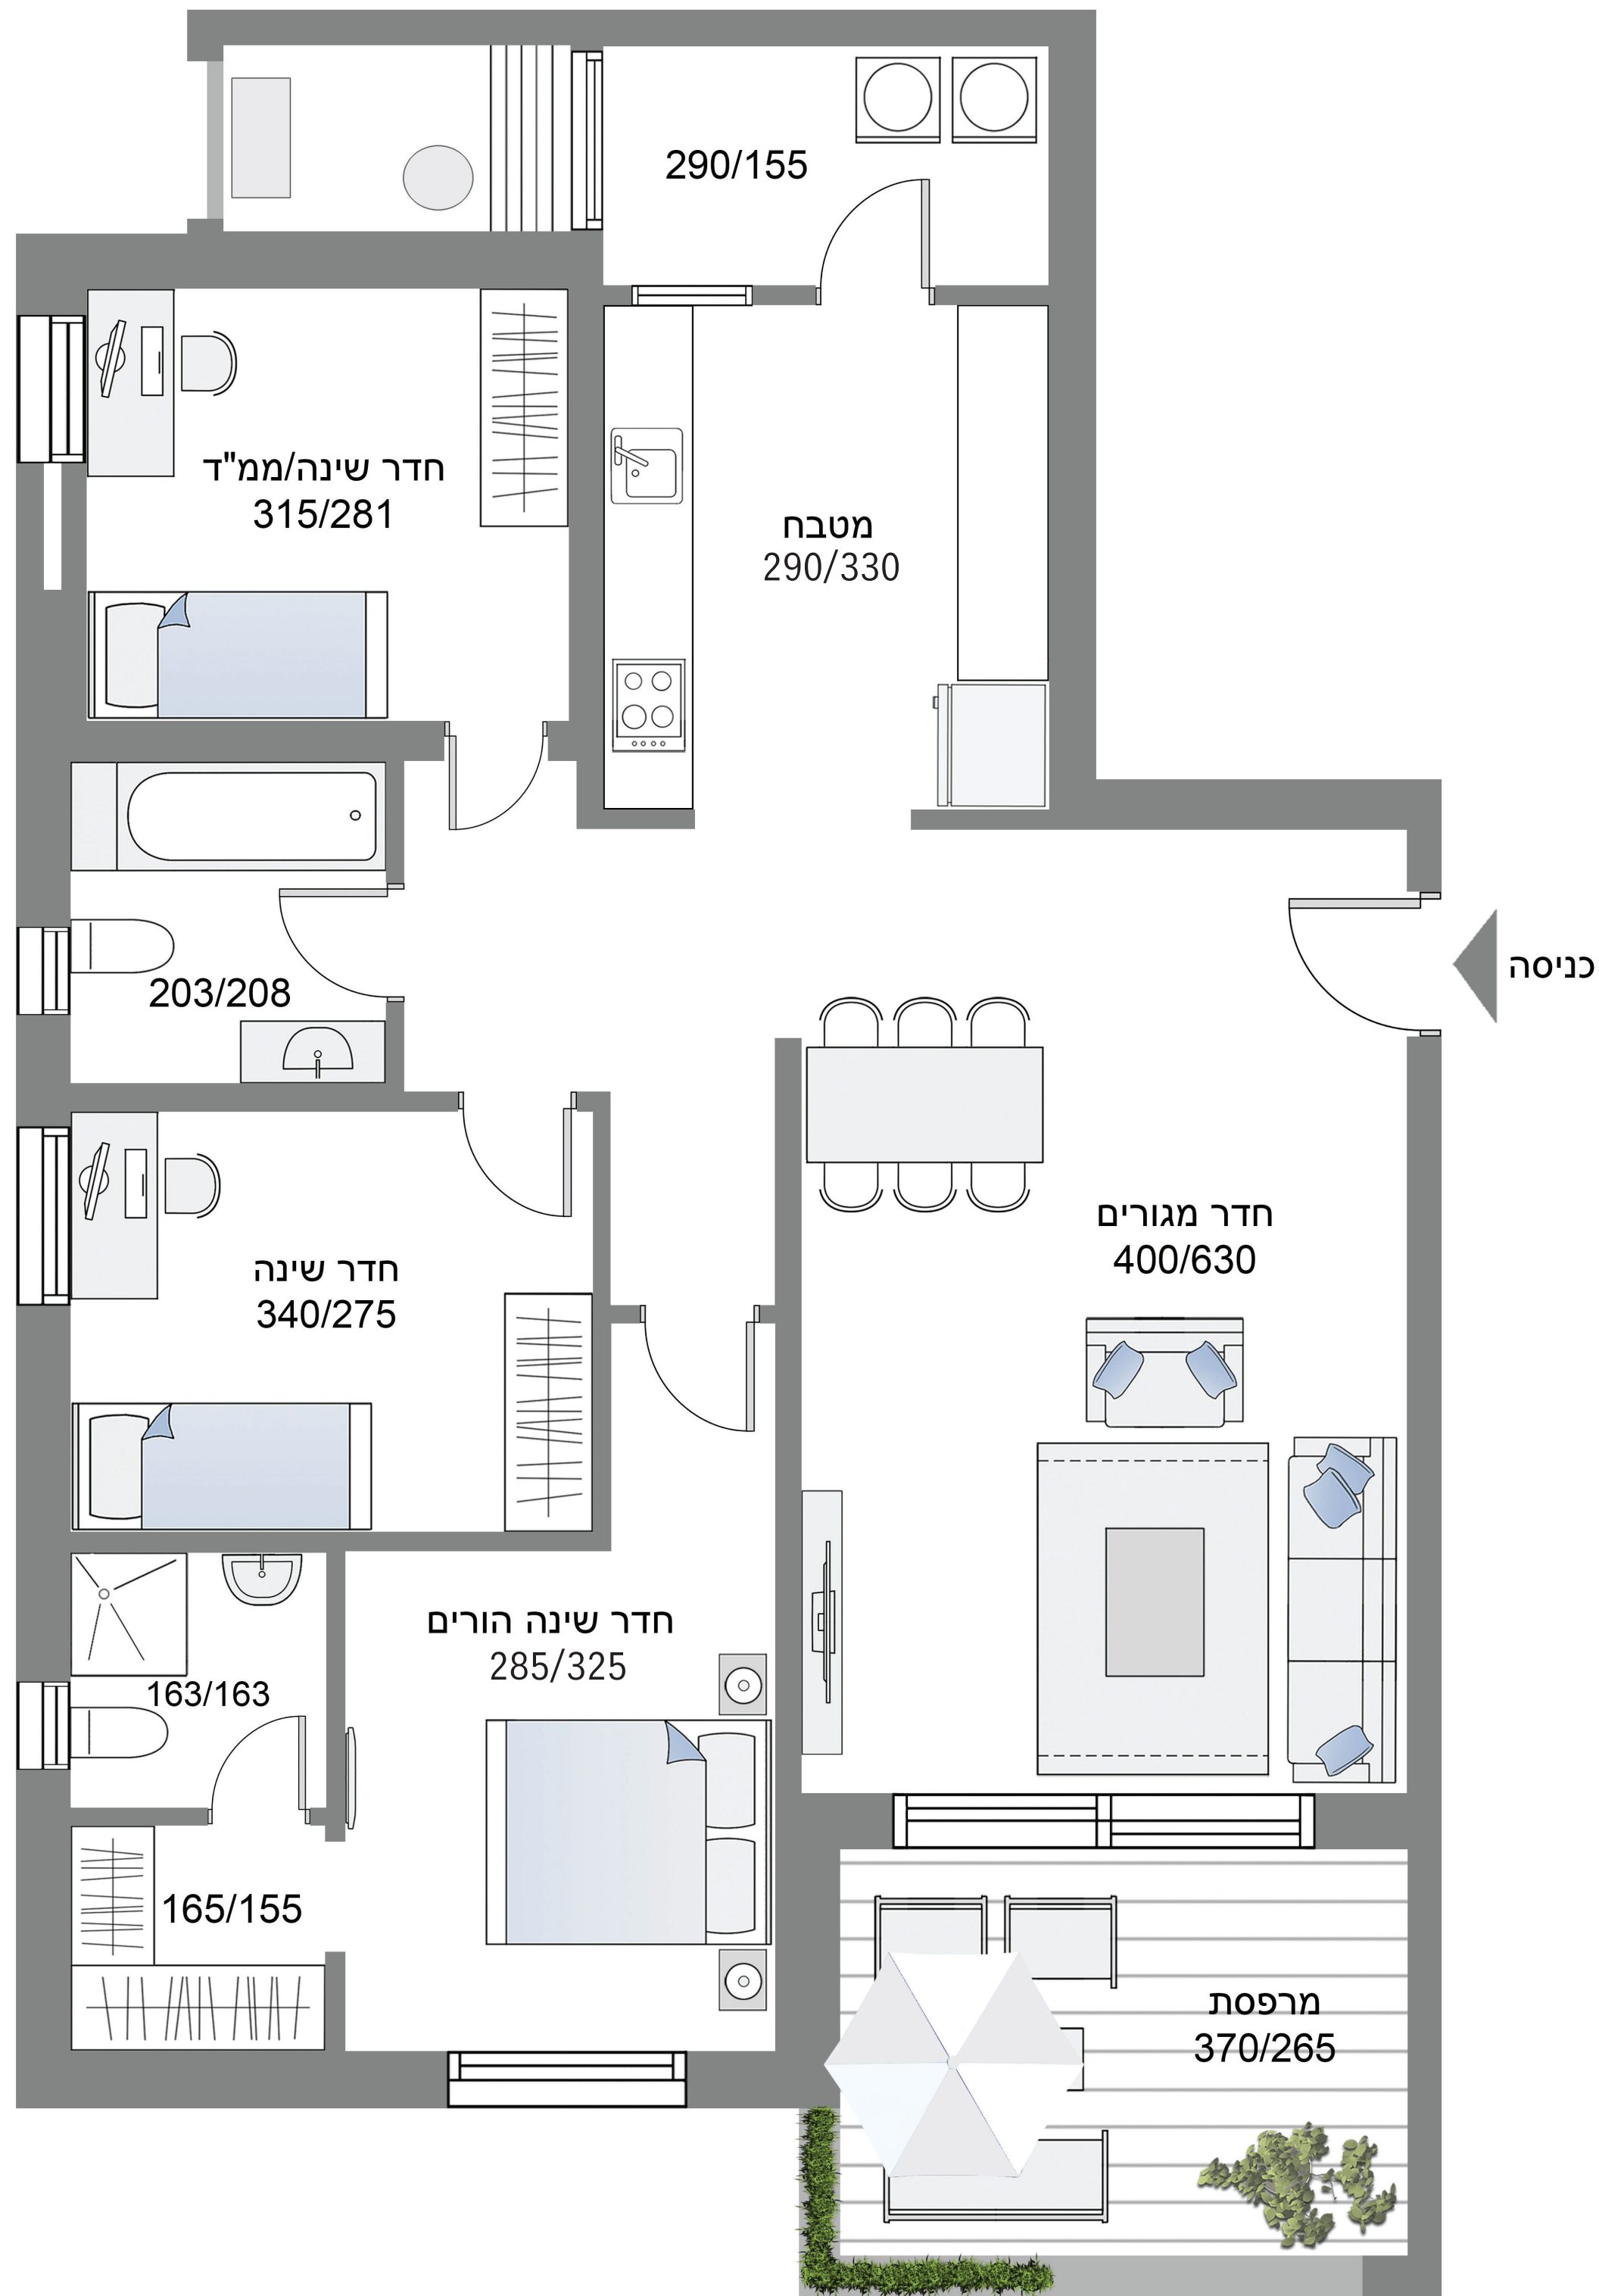 290/155
חדר שינה/ממ"ד
315/281
מטבח
290/330
כניסה
203/208
חדר מגורים
400/630
חדר שינה
340/275
חדר שינה הורים
285/325
163/163
165/155
מרפסת
370/265